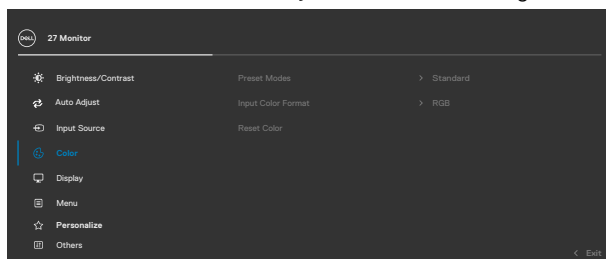 DELL 27 Monitor
Brightness/Contrast Preset Modes > Standard
Auto Adjust Input Color Format > RGB
Input Source Reset Color
Color
Display
Menu
Personalize
Others
< Exit